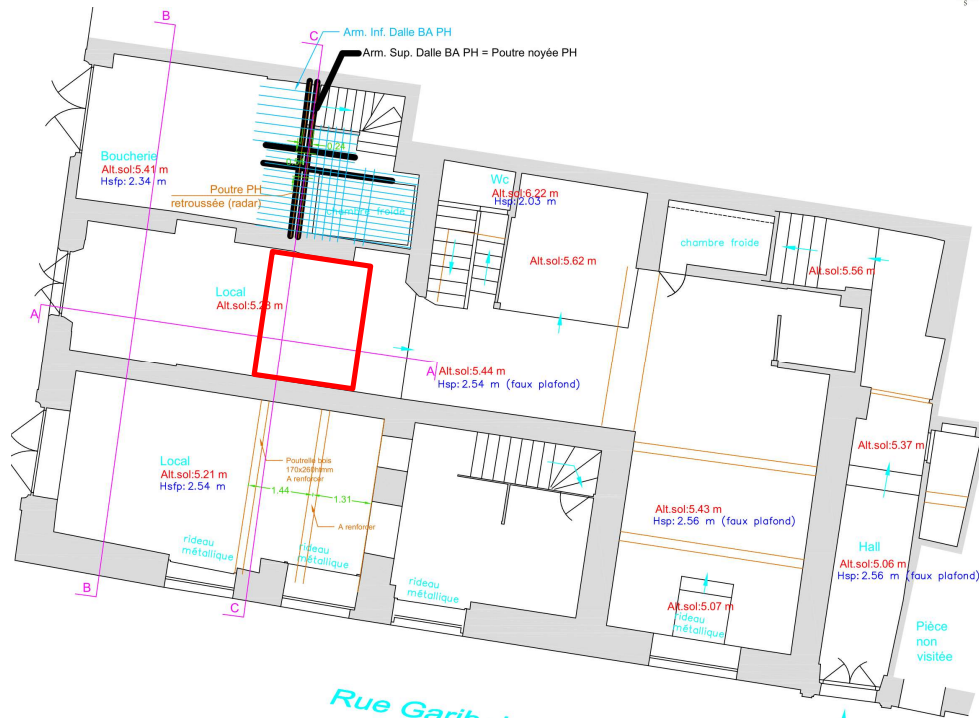 s
B
C
Arm. Inf. Dalle BA PH
Arm. Sup. Dalle BA PH = Poutre noyée PH
Boucherie
Alt.sol:5.41 m
Hsfp: 2.34 m
0.24
Poutre PH
retroussée (radar)
chambre froide
Wc
Alt.sol:6.22 m
Hsp: 2.03 m
Alt.sol:5.62 m
chambre froide
Alt.sol:5.56 m
Local
Alt.sol:5.23 m
A
A
Alt.sol:5.44 m
Hsp: 2.54 m (faux plafond)
Local
Alt.sol:5.21 m
Hsfp: 2.54 m
Poutrelle bois
170x260hmm
A renforcer
1.44
1.31
A renforcer
rideau
métallique
rideau
métallique
rideau
métallique
Alt.sol:5.43 m
Hsp: 2.56 m (faux plafond)
Alt.sol:5.37 m
Hall
Alt.sol:5.06 m
Hsp: 2.56 m (faux plafond)
Alt.sol:5.07 m
rideau
métallique
Pièce
non
visitée
B
C
Rue